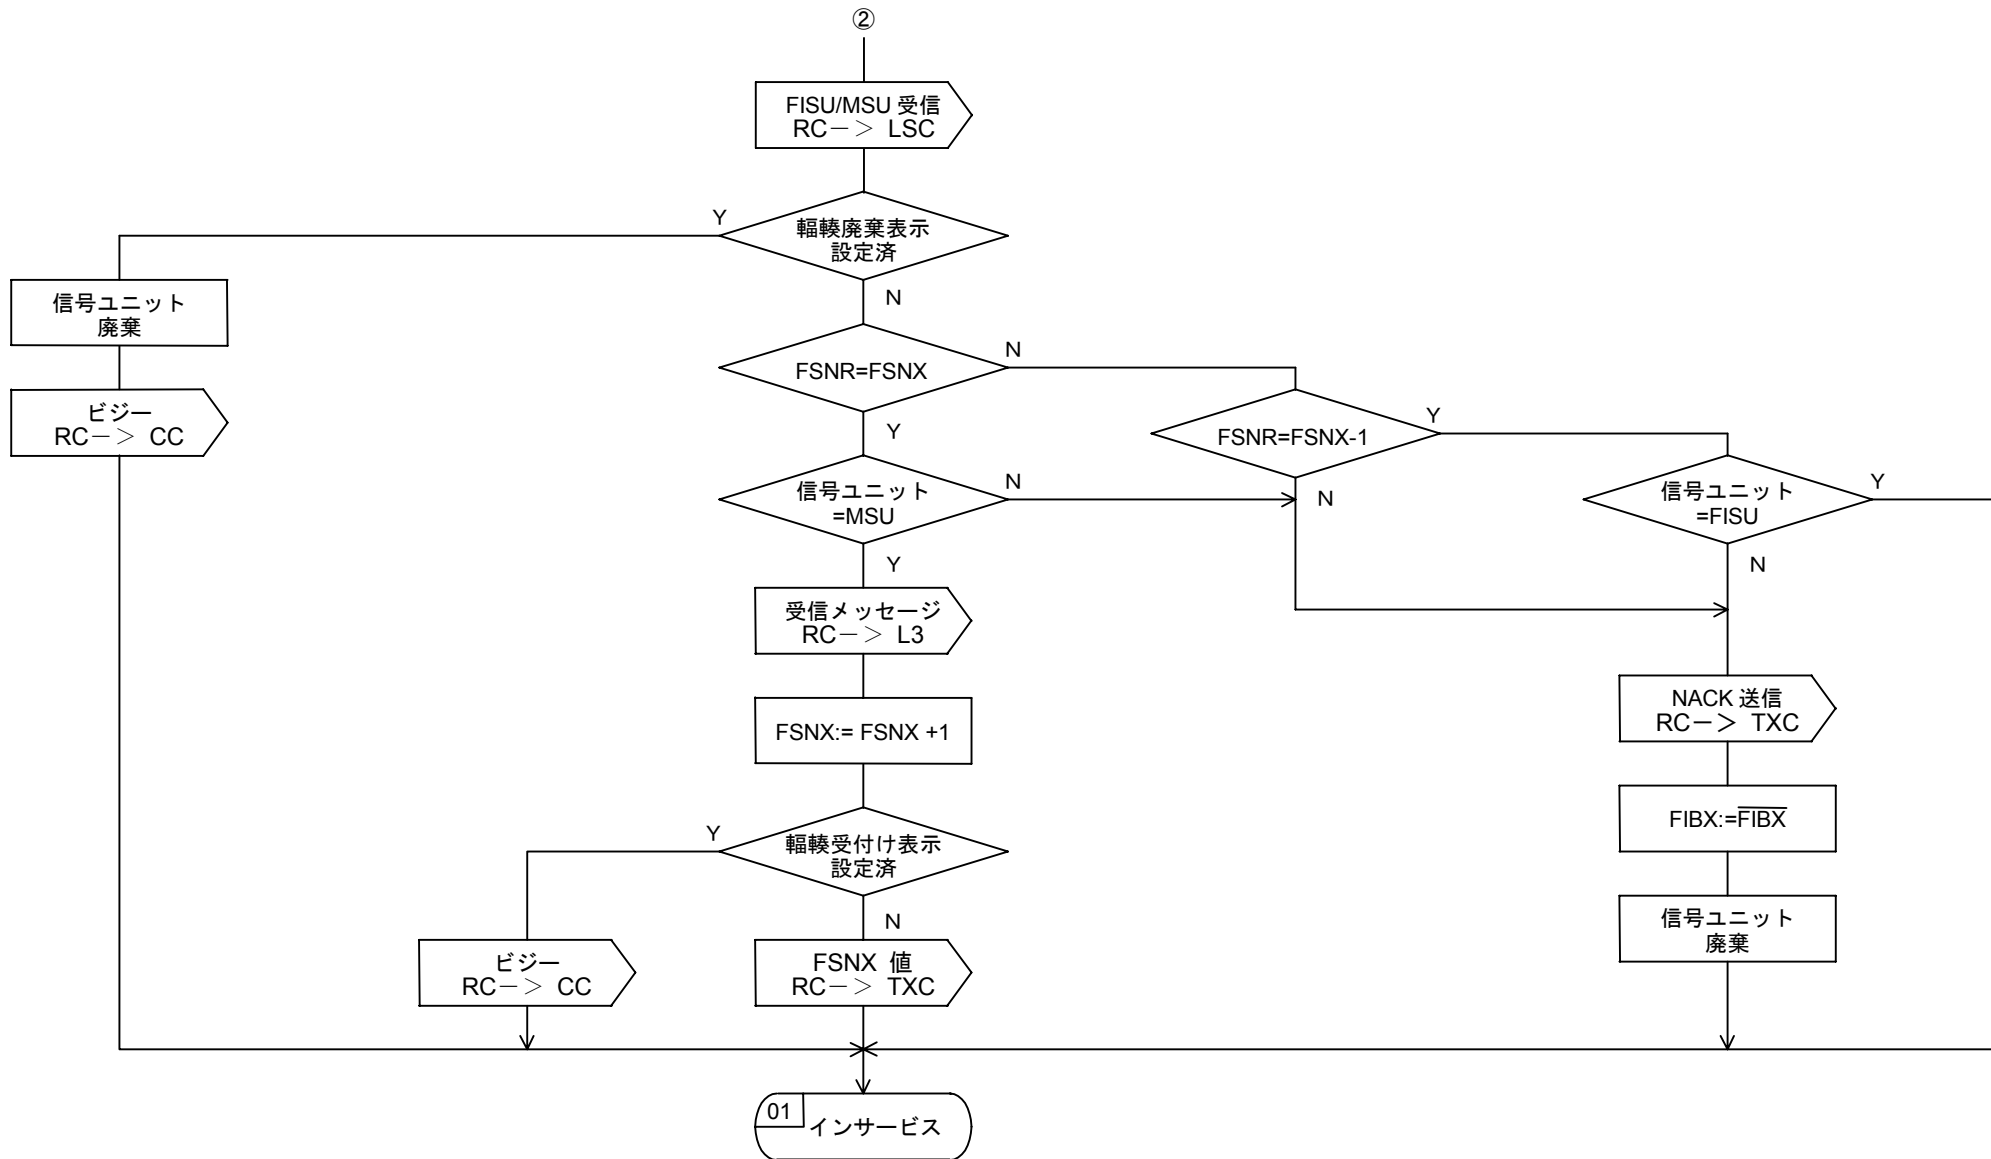 ②
FISU/MSU 受信
RC－＞ LSC
Y
輻輳廃棄表示
設定済
N
信号ユニット
廃棄
ビジー
RC－＞ CC
FSNR=FSNX
N
Y
FSNR=FSNX-1
Y
N
信号ユニット
=MSU
N
Y
信号ユニット
=FISU
Y
N
受信メッセージ
RC－＞ L3
FSNX:= FSNX +1
NACK 送信
RC－＞ TXC
FIBX:=F̅I̅B̅X̅
信号ユニット
廃棄
Y
輻輳受付け表示
設定済
N
ビジー
RC－＞ CC
FSNX 値
RC－＞ TXC
01
インサービス